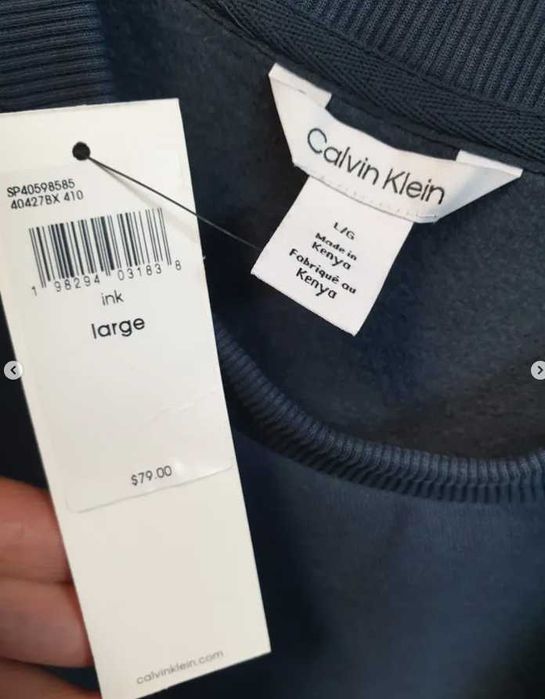 SP40598585
40427BX 410
1 98294 03183 8
ink
large
$79.00
calvinklein.com
Calvin Klein
L/G
Made in
Kenya
Fabriqué au
Kenya